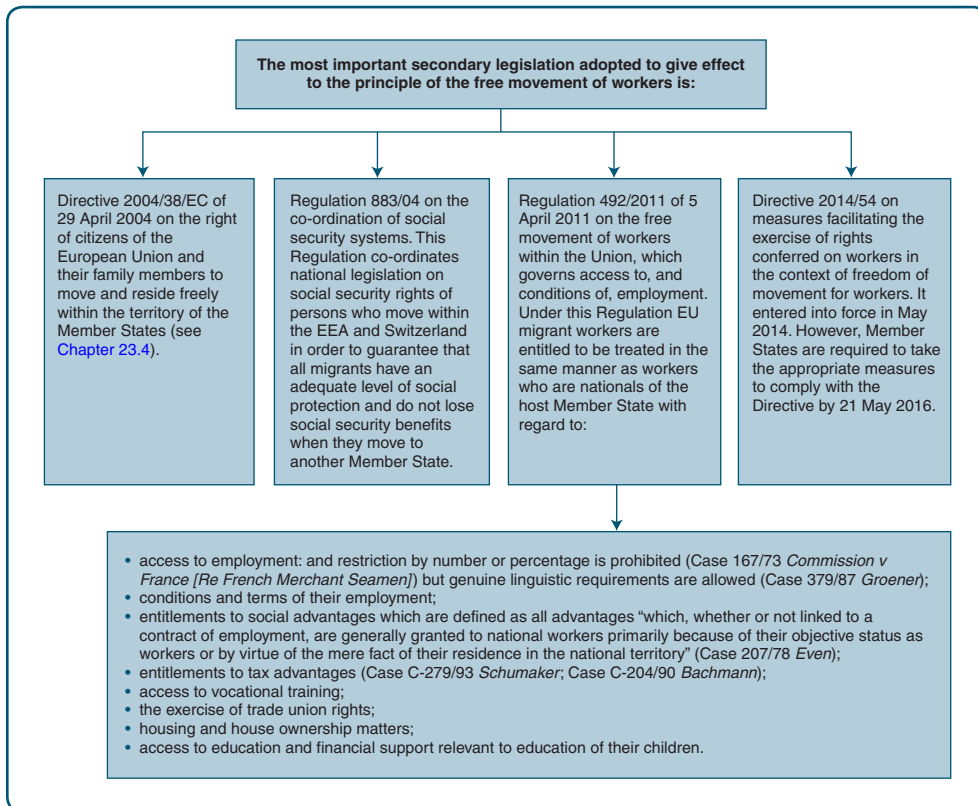 The most important secondary legislation adopted to give effect
to the principle of the free movement of workers is:
Directive 2004/38/EC of
29 April 2004 on the right
of citizens of the
European Union and
their family members to
move and reside freely
within the territory of
the Member States (see
Chapter 23.4).
Regulation 883/04 on the
co-ordination of social
security systems. This
Regulation co-ordinates
national legislation on
social security rights of
persons who move within
the EEA and Switzerland
in order to guarantee that
all migrants have an
adequate level of social
protection and do not lose
social security benefits
when they move to
another Member State.
Regulation 492/2011 of 5
April 2011 on the free
movement of workers
within the Union, which
governs access to, and
conditions of, employment.
Under this Regulation EU
migrant workers are
entitled to be treated in the
same manner as workers
who are nationals of the
host Member State with
regard to:
Directive 2014/54 on
measures facilitating the
exercise of rights
conferred on workers in
the context of freedom of
movement for workers. It
entered into force in May
2014. However, Member
States are required to take
the appropriate measures
to comply with the
Directive by 21 May 2016.
• access to employment: and restriction by number or percentage is prohibited (Case 167/73 Commission v
France [Re French Merchant Seamen]) but genuine linguistic requirements are allowed (Case 379/87 Groener);
• conditions and terms of their employment;
• entitlements to social advantages which are defined as all advantages “which, whether or not linked to a
contract of employment, are generally granted to national workers primarily because of their objective status as
workers or by virtue of the mere fact of their residence in the national territory” (Case 207/78 Even);
• entitlements to tax advantages (Case C-279/93 Schumaker; Case C-204/90 Bachmann);
• access to vocational training;
• the exercise of trade union rights;
• housing and house ownership matters;
• access to education and financial support relevant to education of their children.